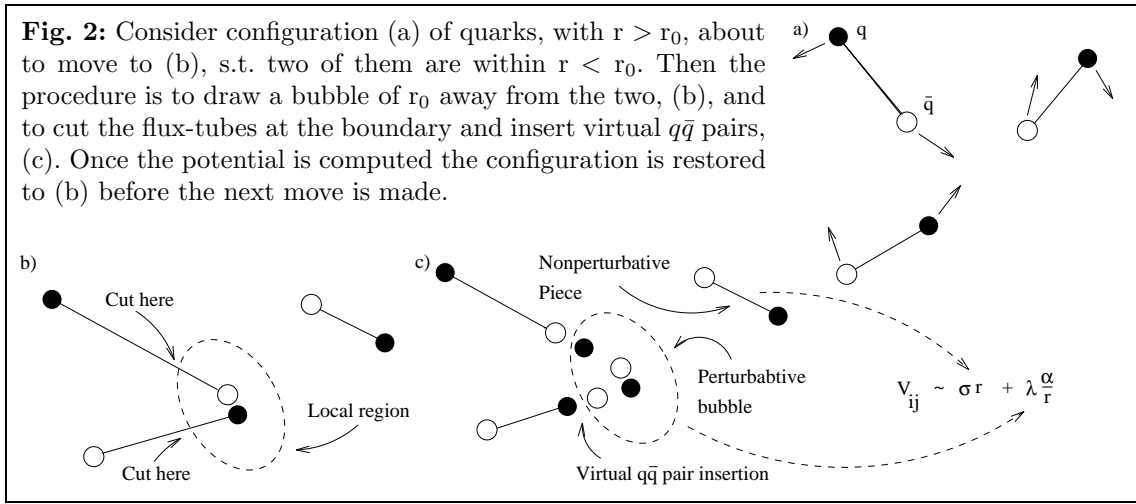 Fig. 2: Consider configuration (a) of quarks, with r > r₀, about
to move to (b), s.t. two of them are within r < r₀. Then the
procedure is to draw a bubble of r₀ away from the two, (b), and
to cut the flux-tubes at the boundary and insert virtual qq̄ pairs,
(c). Once the potential is computed the configuration is restored
to (b) before the next move is made.
a)
q
q̄
b)
Cut here
Cut here
Local region
c)
Nonperturbative
Piece
Perturbabtive
bubble
Virtual qq̄ pair insertion
V_ij ~ σ r + λ α/r